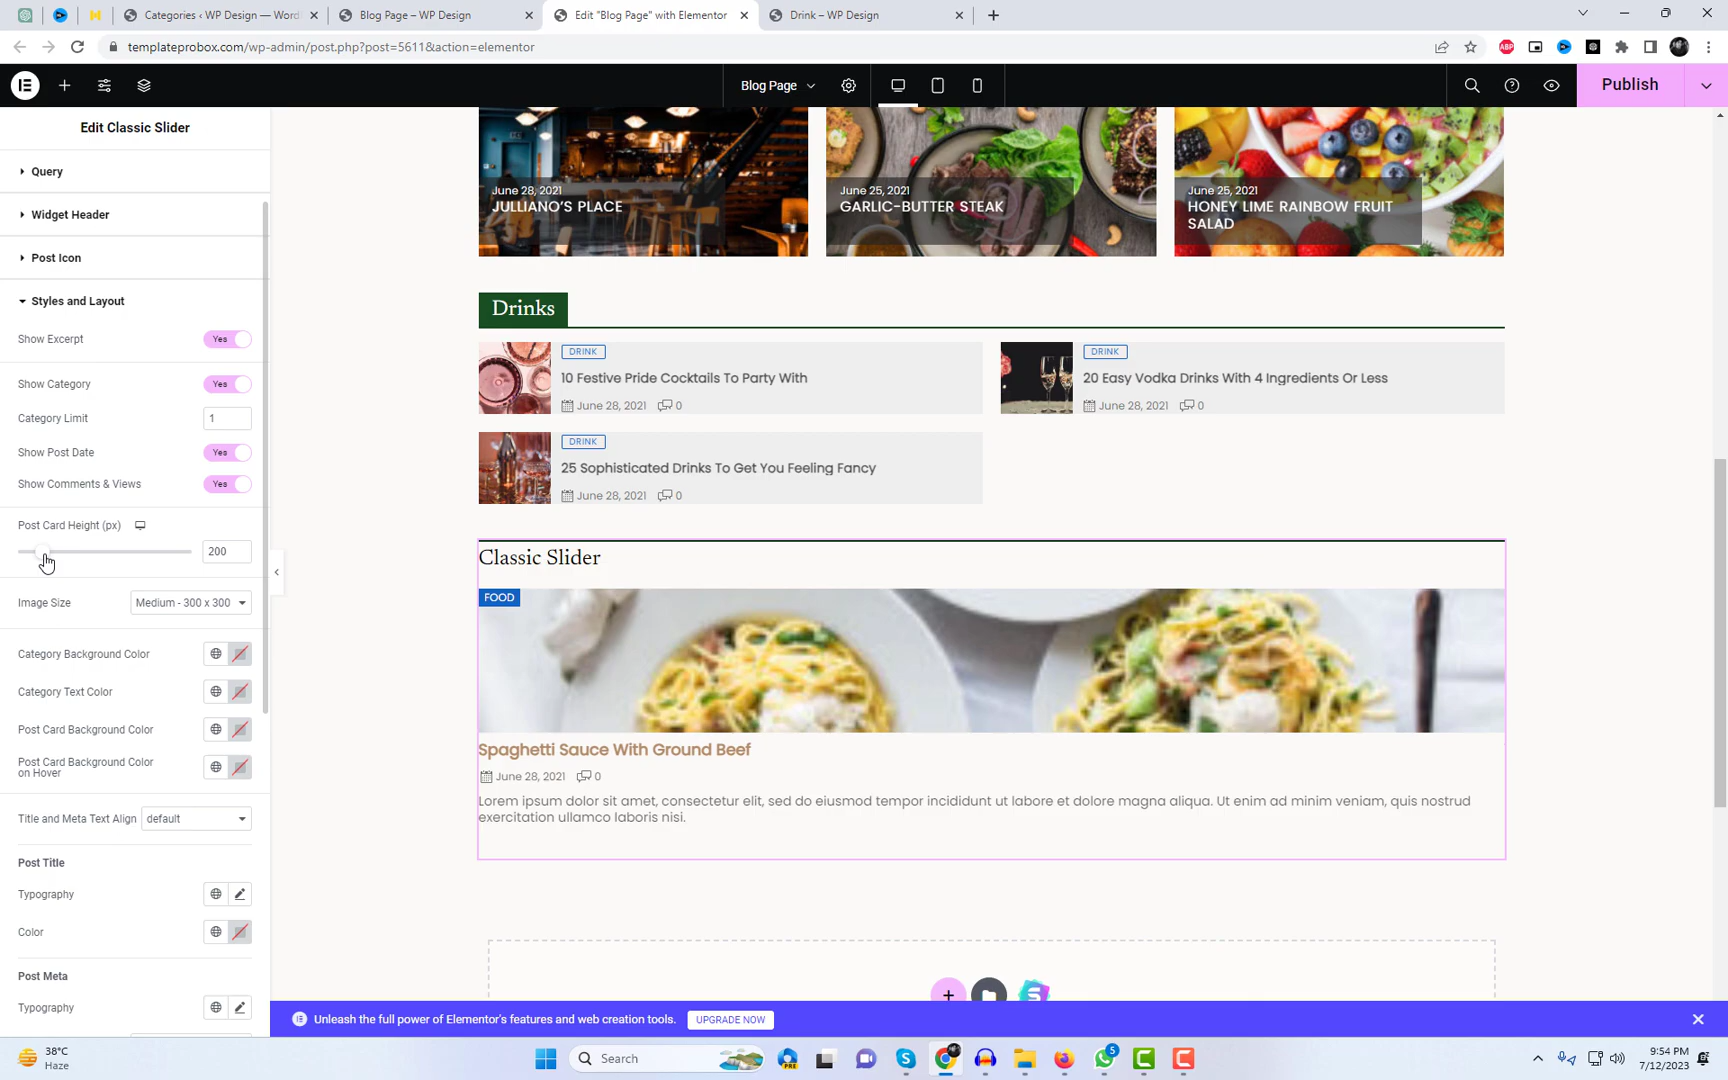 Categories ‹ WP Design — Word
Blog Page – WP Design
Edit "Blog Page" with Elementor
Drink – WP Design
templateprobox.com/wp-admin/post.php?post=5611&action=elementor
ABP
Blog Page
Publish
Edit Classic Slider
Query
Widget Header
Post Icon
Styles and Layout
Show Excerpt
Yes
Show Category
Yes
Category Limit
1
Show Post Date
Yes
Show Comments & Views
Yes
Post Card Height (px)
200
Image Size
Medium - 300 x 300
Category Background Color
Category Text Color
Post Card Background Color
Post Card Background Color
on Hover
Title and Meta Text Align
default
Post Title
Typography
Color
Post Meta
Typography
June 28, 2021
JULLIANO'S PLACE
June 25, 2021
GARLIC-BUTTER STEAK
June 25, 2021
HONEY LIME RAINBOW FRUIT
SALAD
Drinks
DRINK
10 Festive Pride Cocktails To Party With
June 28, 2021 0
DRINK
20 Easy Vodka Drinks With 4 Ingredients Or Less
June 28, 2021 0
DRINK
25 Sophisticated Drinks To Get You Feeling Fancy
June 28, 2021 0
Classic Slider
FOOD
Spaghetti Sauce With Ground Beef
June 28, 2021 0
Lorem ipsum dolor sit amet, consectetur elit, sed do eiusmod tempor incididunt ut labore et dolore magna aliqua. Ut enim ad minim veniam, quis nostrud
exercitation ullamco laboris nisi.
Unleash the full power of Elementor's features and web creation tools.
UPGRADE NOW
38°C
Haze
Search
PRE
5
9:54 PM
7/12/2023